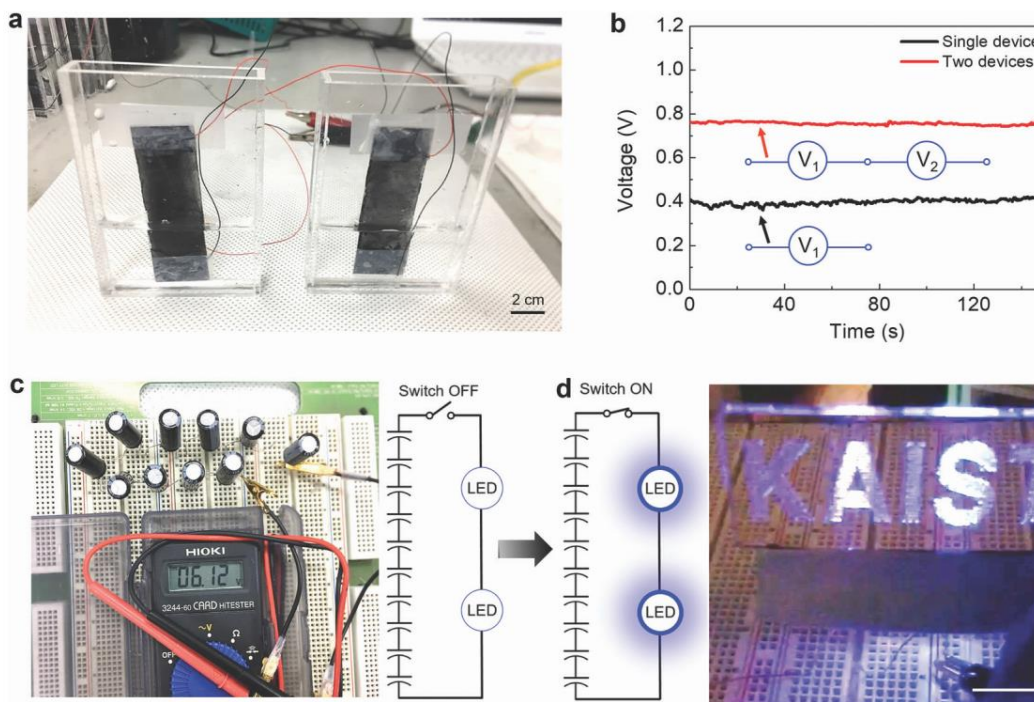 a
2 cm
b
Voltage (V)
1.2
1.0
0.8
0.6
0.4
0.2
0.0
Single device
Two devices
V1 V2
V1
0 40 80 120
Time (s)
c
HIOKI
06.12 V
3244-60 CARD HiTESTER
~V
Ω
OFF
Switch OFF
LED
LED
d
Switch ON
LED
LED
KAIST